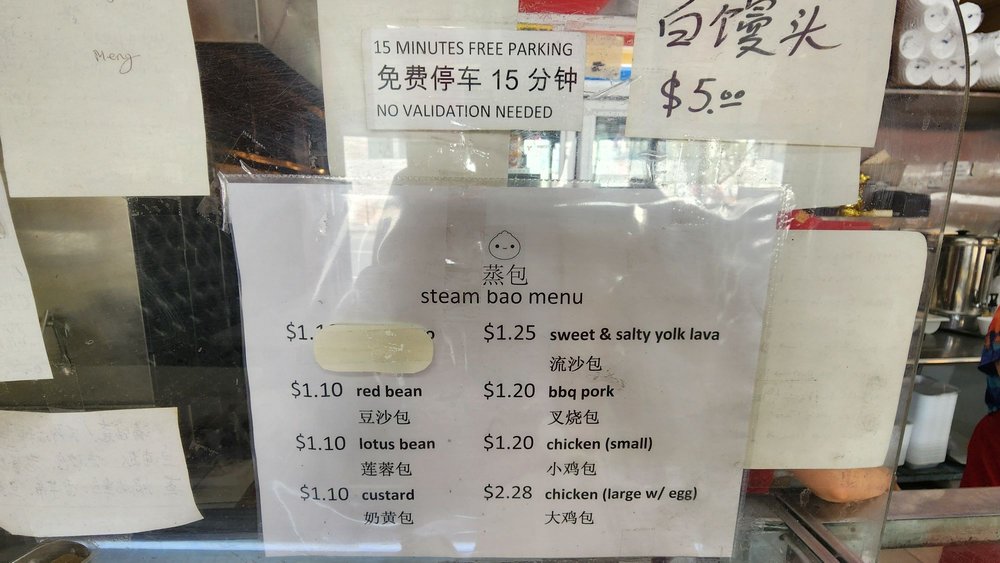 Meng
15 MINUTES FREE PARKING
免费停车 15 分钟
NO VALIDATION NEEDED
白馒头
$5.00
蒸包
steam bao menu
$1.10 red bean
豆沙包
$1.10 lotus bean
莲蓉包
$1.10 custard
奶黄包
$1.25 sweet & salty yolk lava
流沙包
$1.20 bbq pork
叉烧包
$1.20 chicken (small)
小鸡包
$2.28 chicken (large w/ egg)
大鸡包